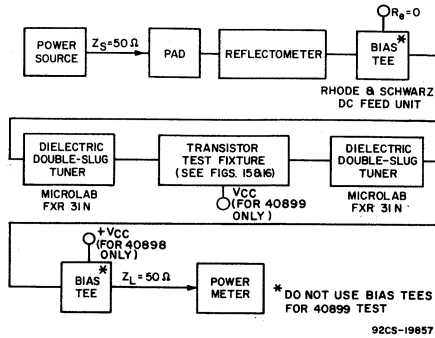 Re=0
POWER
SOURCE
ZS=50 Ω
PAD
REFLECTOMETER
BIAS *
TEE
RHODE & SCHWARZ
DC FEED UNIT
DIELECTRIC
DOUBLE-SLUG
TUNER
MICROLAB
FXR 31N
TRANSISTOR
TEST FIXTURE
(SEE FIGS. 15&16)
VCC
(FOR 40899
ONLY)
DIELECTRIC
DOUBLE-SLUG
TUNER
MICROLAB
FXR 31N
+VCC
(FOR 40898
ONLY)
*
BIAS
TEE
ZL=50 Ω
POWER
METER
* DO NOT USE BIAS TEES
FOR 40899 TEST
92CS-19857